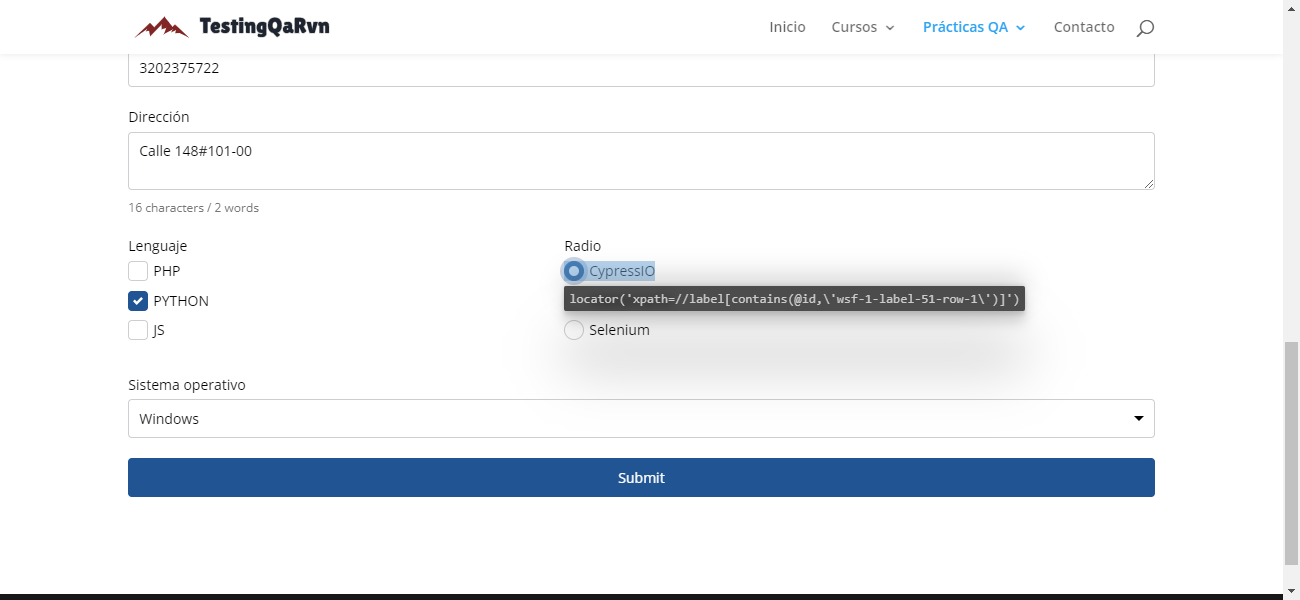 TestingQaRvn
Inicio Cursos Prácticas QA Contacto
3202375722
Dirección
Calle 148#101-00
16 characters / 2 words
Lenguaje
PHP
PYTHON
JS
Radio
CypressIO
locator('xpath=//label[contains(@id,\'wsf-1-label-51-row-1\')]')
Selenium
Sistema operativo
Windows
Submit